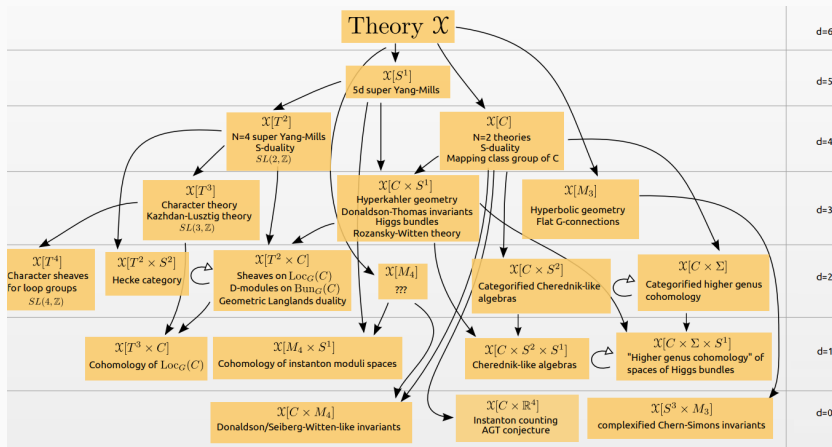 Theory 𝔛
d=6
𝔛[S¹]
5d super Yang-Mills
d=5
𝔛[T²]
N=4 super Yang-Mills
S-duality
SL(2,ℤ)
𝔛[C]
N=2 theories
S-duality
Mapping class group of C
d=4
𝔛[T³]
Character theory
Kazhdan-Lusztig theory
SL(3,ℤ)
𝔛[C × S¹]
Hyperkahler geometry
Donaldson-Thomas invariants
Higgs bundles
Rozansky-Witten theory
𝔛[M₃]
Hyperbolic geometry
Flat G-connections
d=3
𝔛[T⁴]
Character sheaves
for loop groups
SL(4,ℤ)
𝔛[T² × S²]
Hecke category
𝔛[T² × C]
Sheaves on Loc_G(C)
D-modules on Bun_G(C)
Geometric Langlands duality
𝔛[M₄]
???
𝔛[C × S²]
Categorified Cherednik-like
algebras
𝔛[C × Σ]
Categorified higher genus
cohomology
d=2
𝔛[T³ × C]
Cohomology of Loc_G(C)
𝔛[M₄ × S¹]
Cohomology of instanton moduli spaces
𝔛[C × S² × S¹]
Cherednik-like algebras
𝔛[C × Σ × S¹]
"Higher genus cohomology" of
spaces of Higgs bundles
d=1
𝔛[C × M₄]
Donaldson/Seiberg-Witten-like invariants
𝔛[C × ℝ⁴]
Instanton counting
AGT conjecture
𝔛[S³ × M₃]
complexified Chern-Simons invariants
d=0